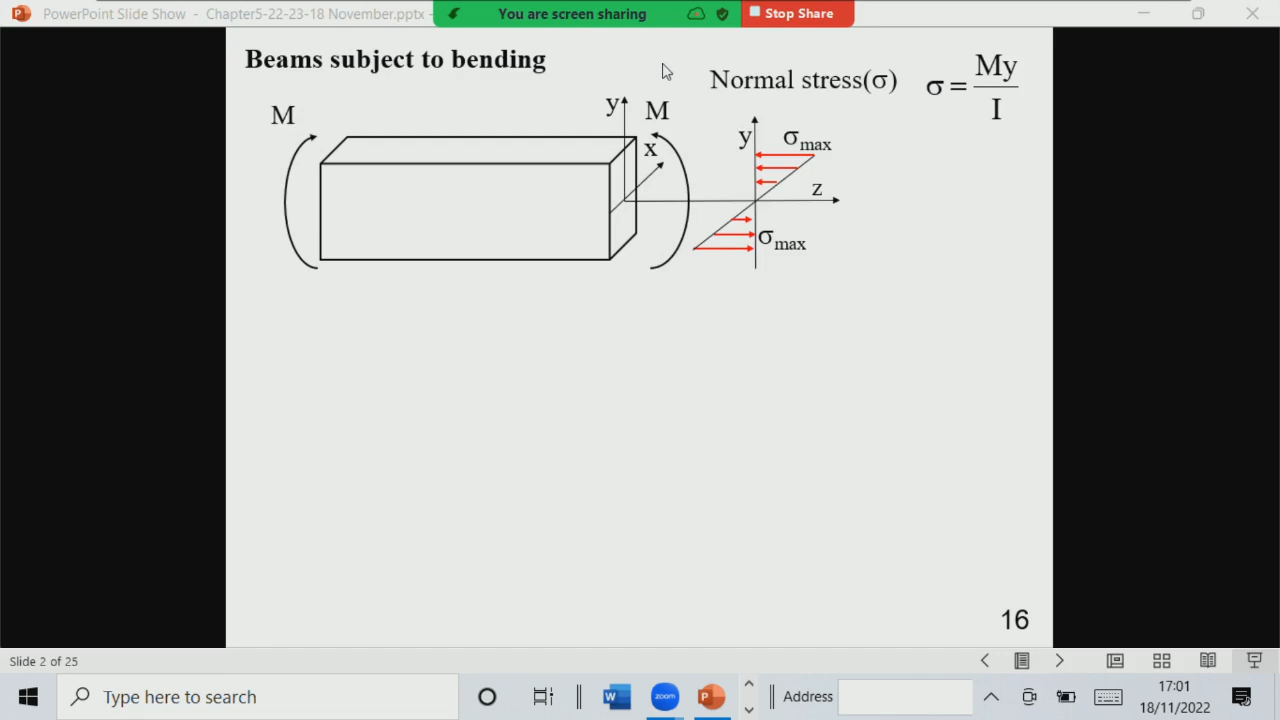 PowerPoint Slide Show - Chapter5-22-23-18 November.pptx -
You are screen sharing
Stop Share
Beams subject to bending
Normal stress(σ)
σ = My/I
M
y
M
x
y
σmax
z
σmax
16
Slide 2 of 25
Type here to search
W
zoom
P
Address
17:01
18/11/2022